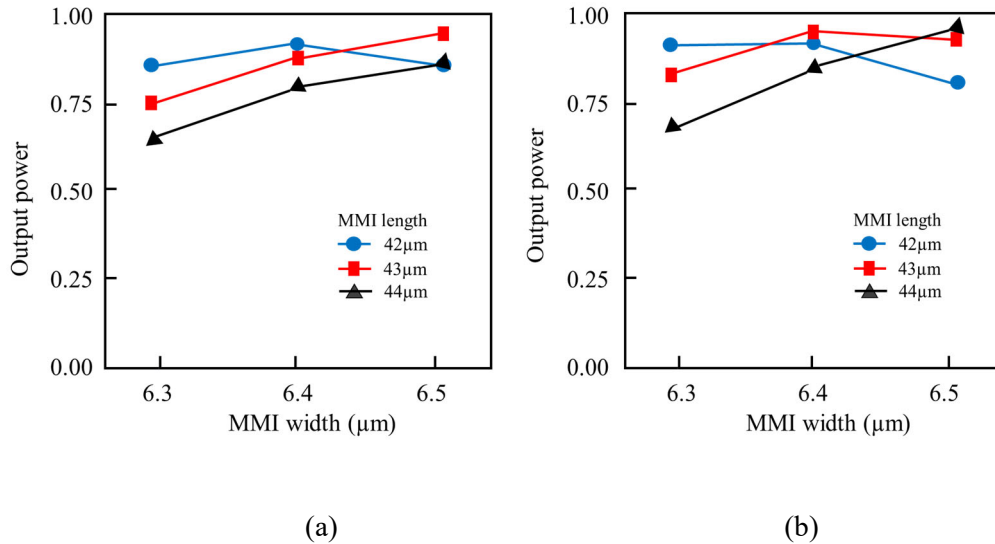 1.00
0.75
0.50
0.25
0.00
Output power
MMI length
42µm
43µm
44µm
6.3 6.4 6.5
MMI width (µm)
(a)
1.00
0.75
0.50
0.25
0.00
Output power
MMI length
42µm
43µm
44µm
6.3 6.4 6.5
MMI width (µm)
(b)